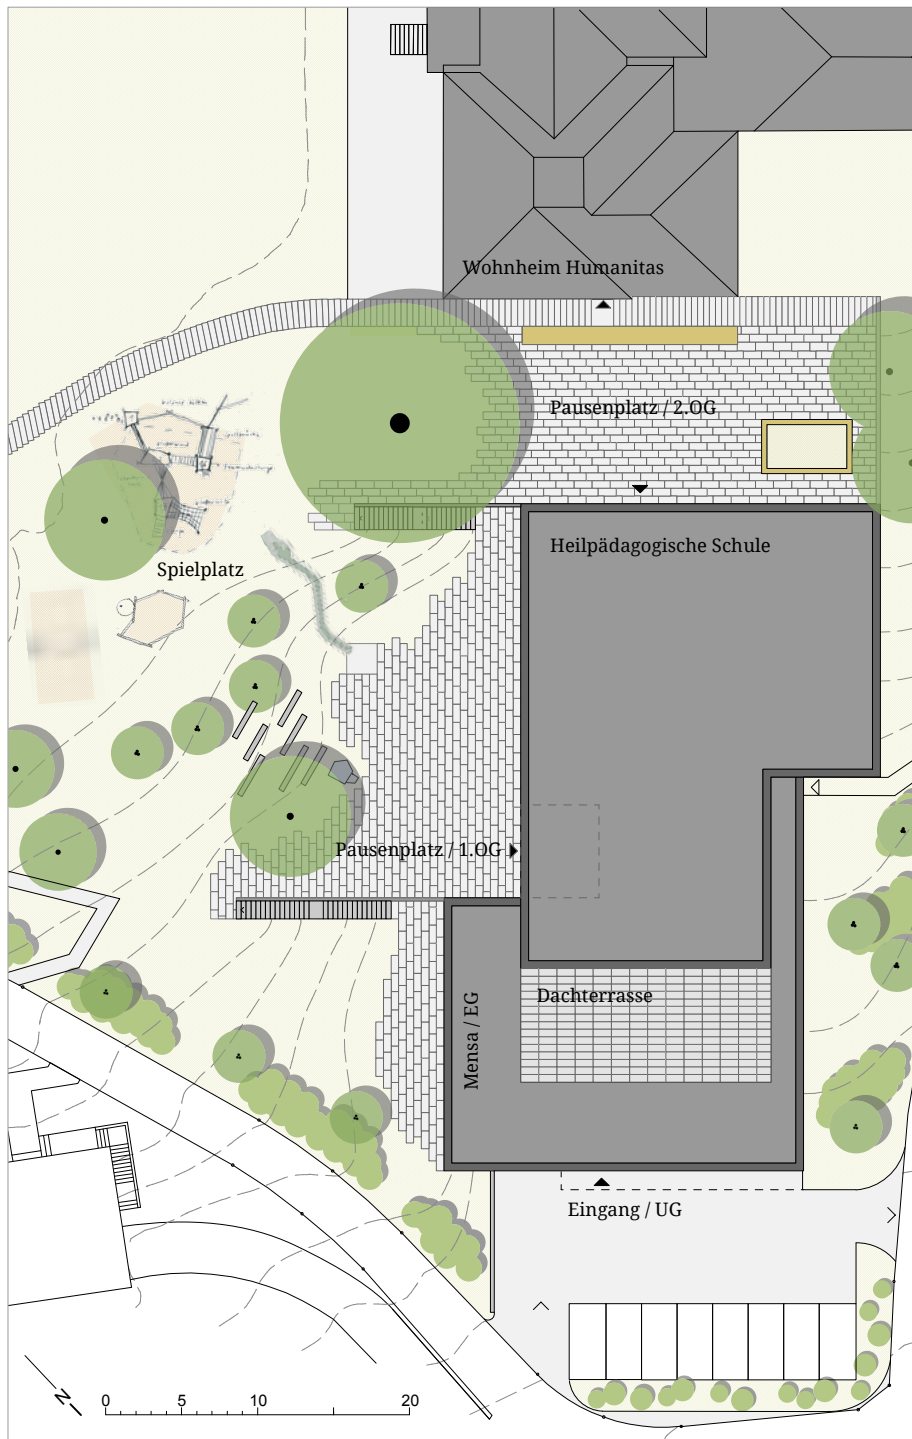 Wohnheim Humanitas
Pausenplatz / 2.OG
Heilpädagogische Schule
Spielplatz
Pausenplatz / 1.OG
Dachterrasse
Mensa / EG
Eingang / UG
N
0 5 10 20